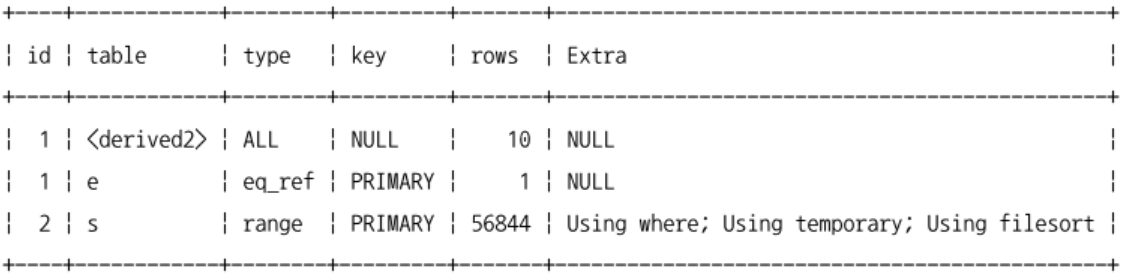 +----+------------+--------+---------+-------+----------------------------------------------+
| id | table      | type   | key     | rows  | Extra                                        |
+----+------------+--------+---------+-------+----------------------------------------------+
|  1 | <derived2> | ALL    | NULL    |    10 | NULL                                         |
|  1 | e          | eq_ref | PRIMARY |     1 | NULL                                         |
|  2 | s          | range  | PRIMARY | 56844 | Using where; Using temporary; Using filesort |
+----+------------+--------+---------+-------+----------------------------------------------+